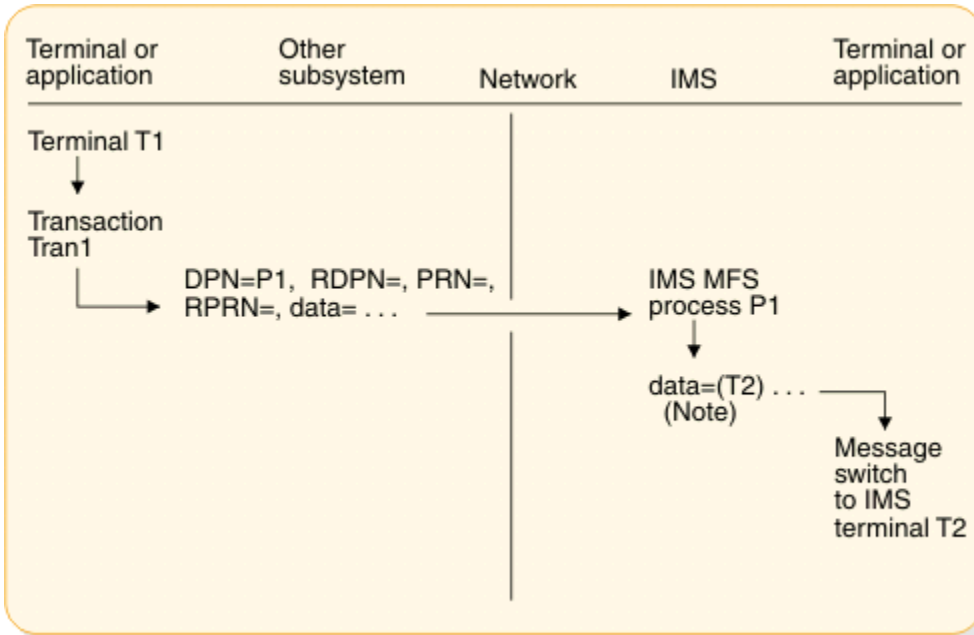 Terminal or
application
Other
subsystem
Network
IMS
Terminal or
application
Terminal T1
Transaction
Tran1
DPN=P1, RDPN=, PRN=,
RPRN=, data= . . .
IMS MFS
process P1
data=(T2) . . .
(Note)
Message
switch
to IMS
terminal T2